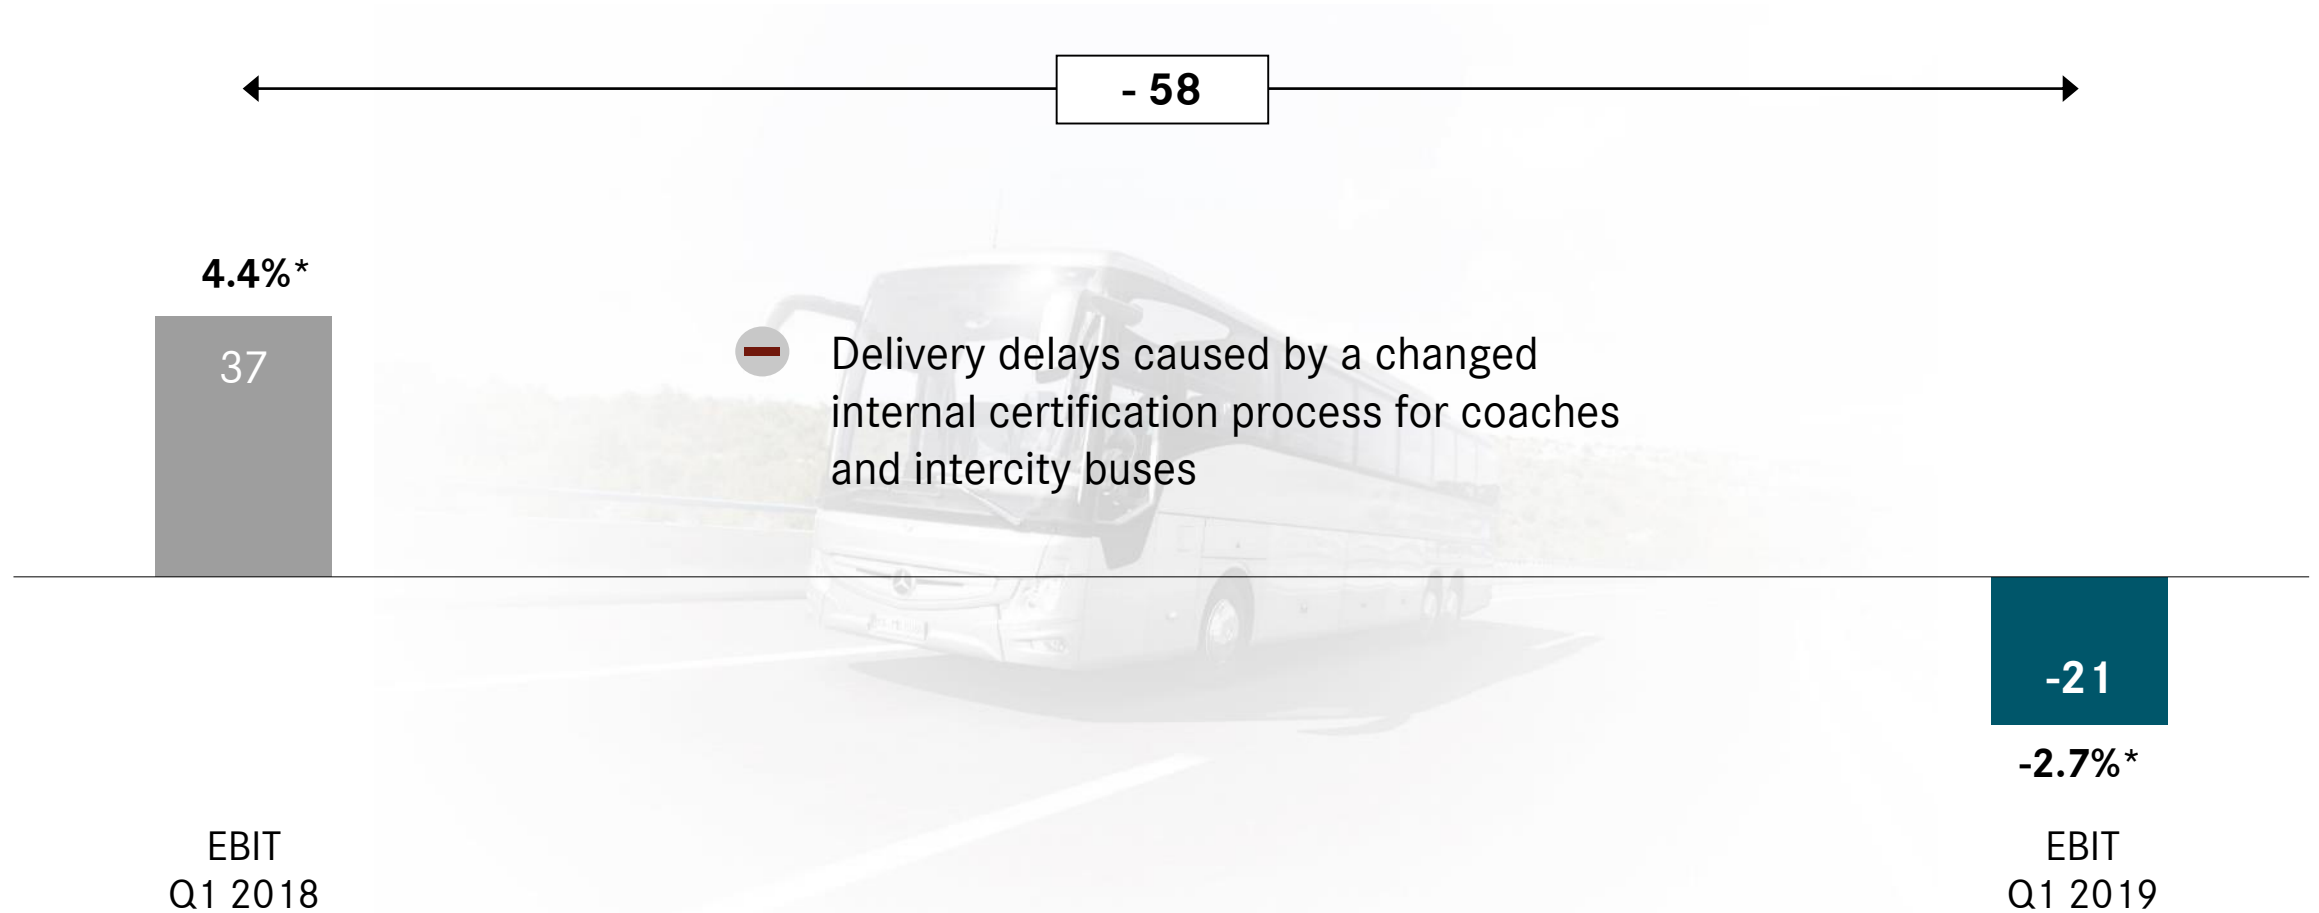 - 58
4.4%*
37
Delivery delays caused by a changed
internal certification process for coaches
and intercity buses
-21
-2.7%*
EBIT
Q1 2018
EBIT
Q1 2019